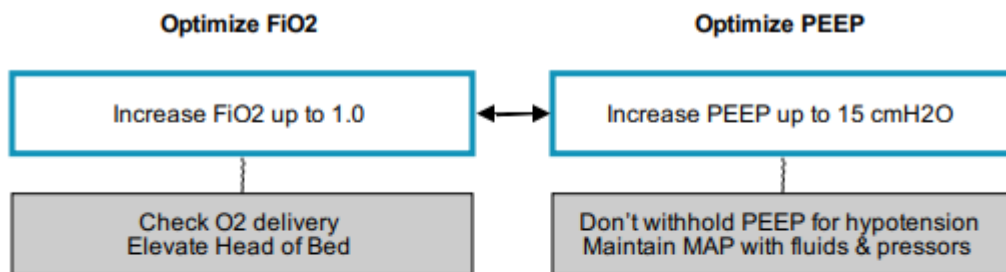 Optimize FiO2
Optimize PEEP
Increase FiO2 up to 1.0
Increase PEEP up to 15 cmH2O
Check O2 delivery
Elevate Head of Bed
Don't withhold PEEP for hypotension
Maintain MAP with fluids & pressors